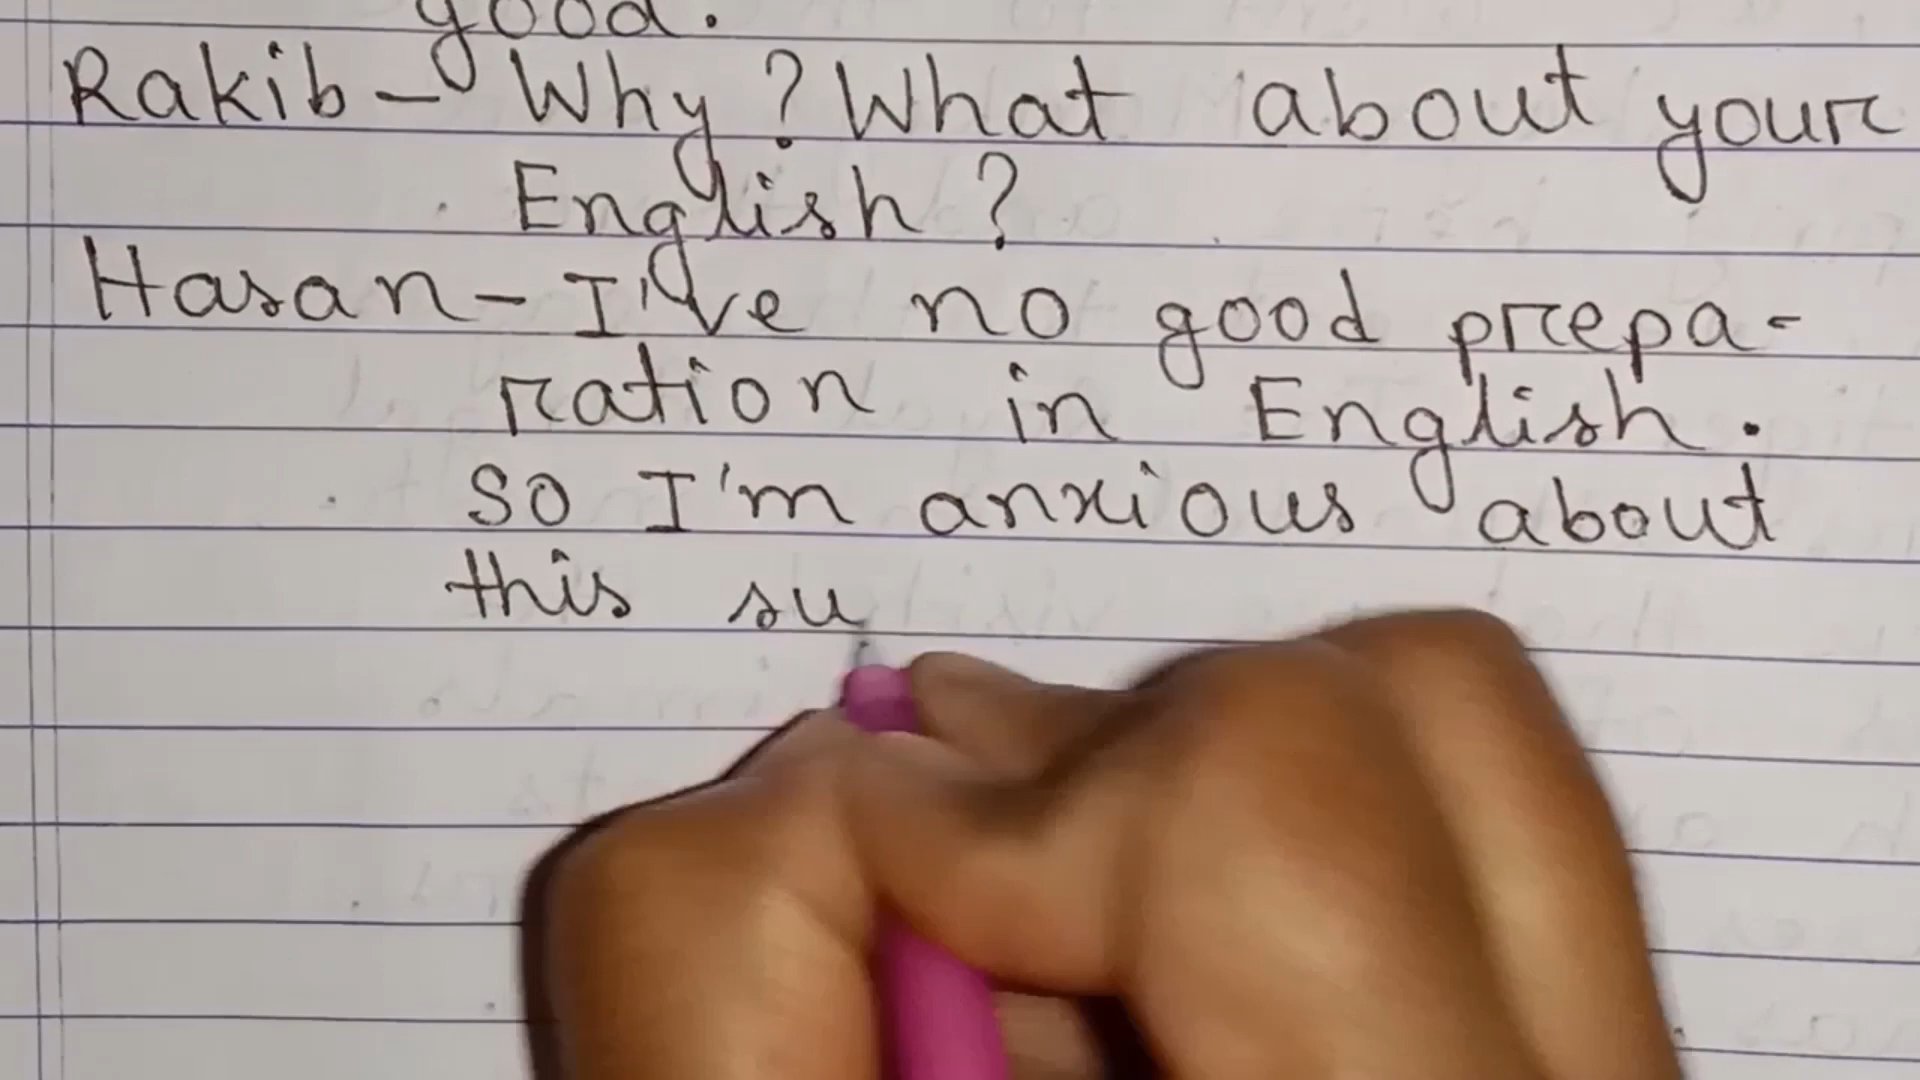 good.
Rakib - Why? What about your
English?
Hasan - I've no good prepa-
ration in English.
So I'm anxious about
this su